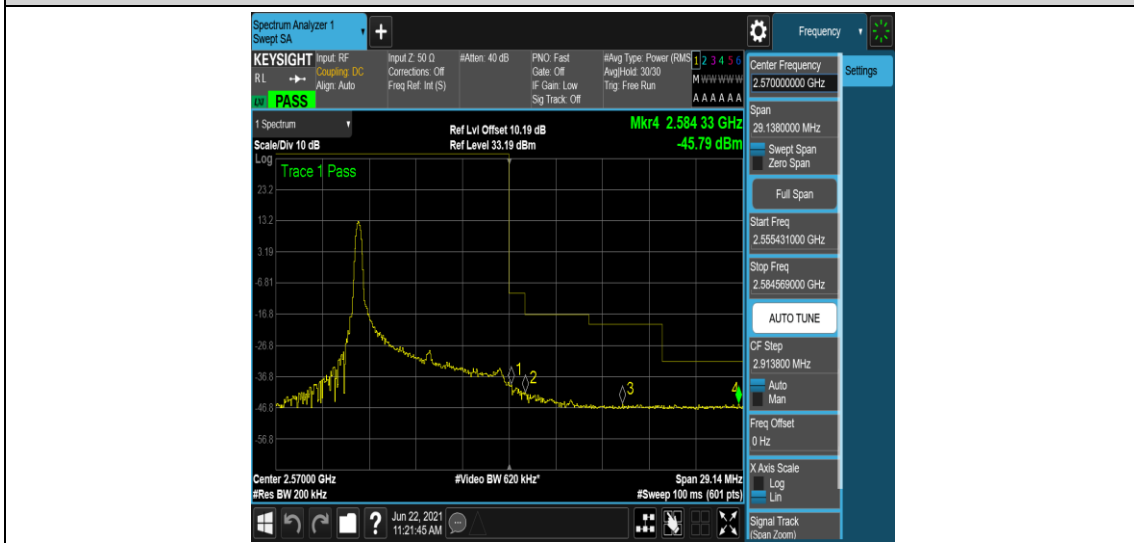 Spectrum Analyzer 1
Swept SA
+
Frequency
KEYSIGHT
RL
LXI
PASS
Input: RF
Coupling: DC
Align: Auto
Input Z: 50 Ω
Corrections: Off
Freq Ref: Int (S)
#Atten: 40 dB
PNO: Fast
Gate: Off
IF Gain: Low
Sig Track: Off
#Avg Type: Power (RMS
Avg|Hold: 30/30
Trig: Free Run
1 2 3 4 5 6
M W W W W W
A A A A A A
1 Spectrum
Scale/Div 10 dB
Ref Lvl Offset 10.19 dB
Ref Level 33.19 dBm
Mkr4 2.584 33 GHz
-45.79 dBm
Log
Trace 1 Pass
23.2
13.2
3.19
-6.81
-16.8
-26.8
-36.8
-46.8
-56.8
1
2
3
4
Center 2.57000 GHz
#Res BW 200 kHz
#Video BW 620 kHz*
Span 29.14 MHz
#Sweep 100 ms (601 pts)
Center Frequency
2.570000000 GHz
Settings
Span
29.1380000 MHz
Swept Span
Zero Span
Full Span
Start Freq
2.555431000 GHz
Stop Freq
2.584569000 GHz
AUTO TUNE
CF Step
2.913800 MHz
Auto
Man
Freq Offset
0 Hz
X Axis Scale
Log
Lin
Signal Track
(Span Zoom)
?
Jun 22, 2021
11:21:45 AM